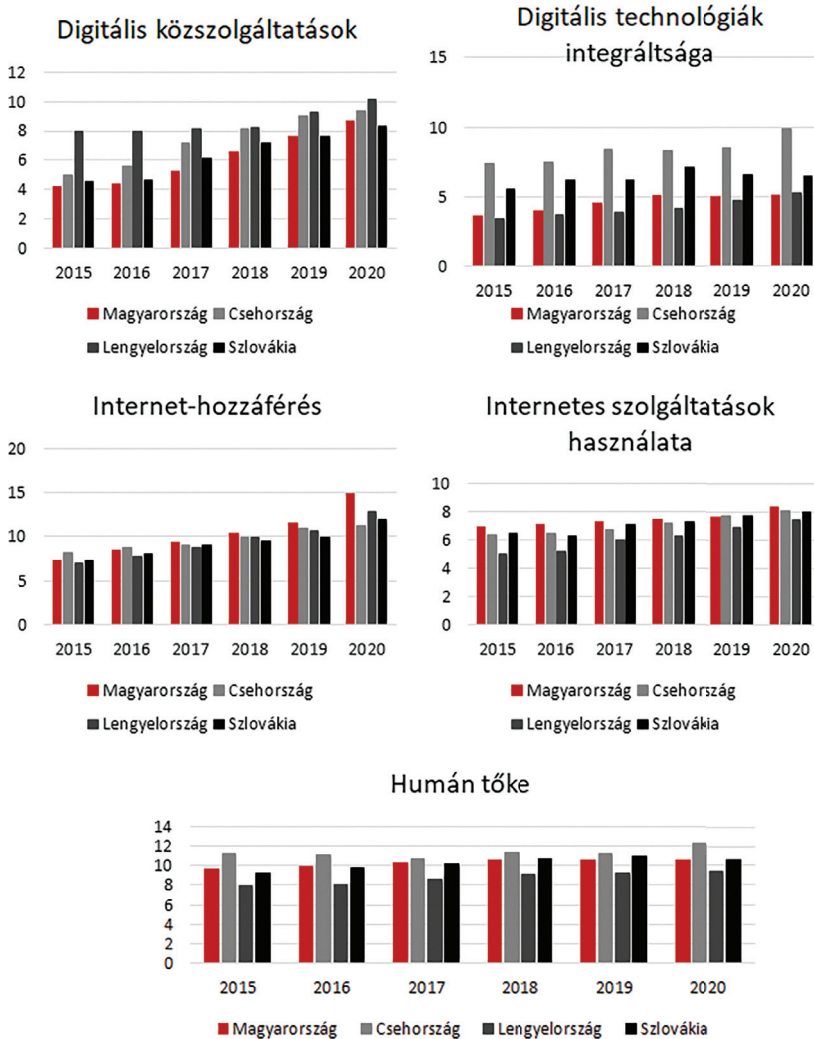 Digitális közszolgáltatások
12
10
8
6
4
2
0
2015 2016 2017 2018 2019 2020
Magyarország Csehország
Lengyelország Szlovákia
Digitális technológiák
integráltsága
15
10
5
0
2015 2016 2017 2018 2019 2020
Magyarország Csehország
Lengyelország Szlovákia
Internet-hozzáférés
20
15
10
5
0
2015 2016 2017 2018 2019 2020
Magyarország Csehország
Lengyelország Szlovákia
Internetes szolgáltatások
használata
10
8
6
4
2
0
2015 2016 2017 2018 2019 2020
Magyarország Csehország
Lengyelország Szlovákia
Humán tőke
14
12
10
8
6
4
2
0
2015 2016 2017 2018 2019 2020
Magyarország Csehország Lengyelország Szlovákia